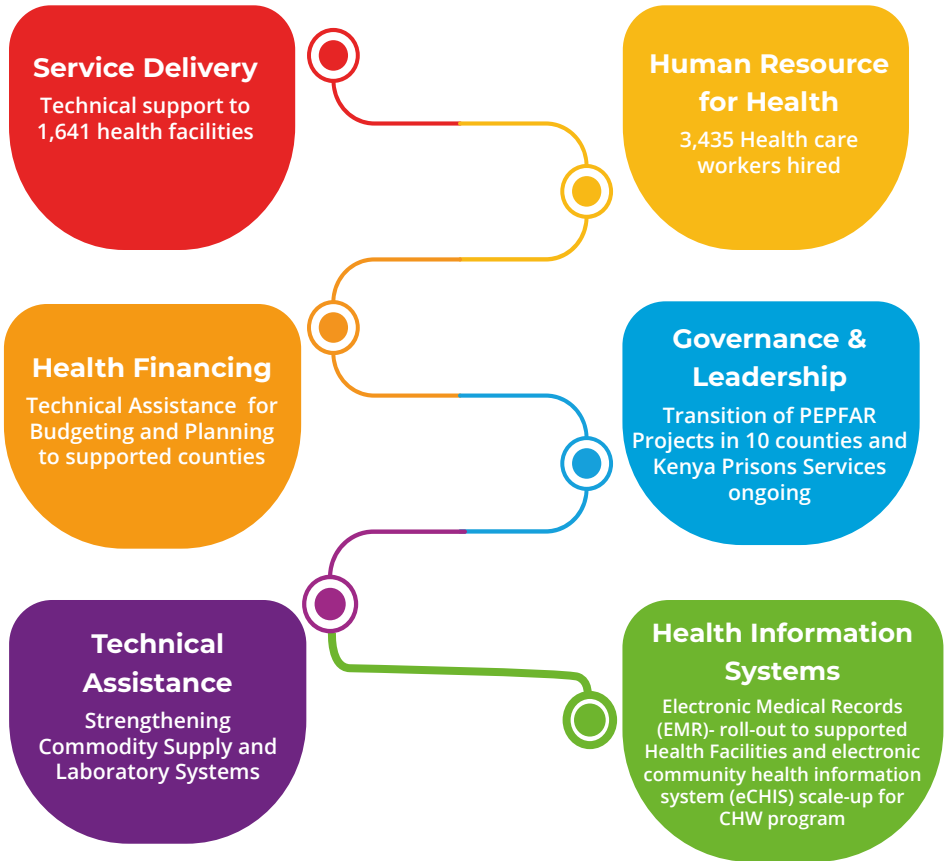 Service Delivery
Technical support to
1,641 health facilities
Human Resource
for Health
3,435 Health care
workers hired
Health Financing
Technical Assistance  for
Budgeting and Planning
to supported counties
Governance &
Leadership
Transition of PEPFAR
Projects in 10 counties and
Kenya Prisons Services
ongoing
Technical
Assistance
Strengthening
Commodity Supply and
Laboratory Systems
Health Information
Systems
Electronic Medical Records
(EMR)- roll-out to supported
Health Facilities and electronic
community health information
system (eCHIS) scale-up for
CHW program